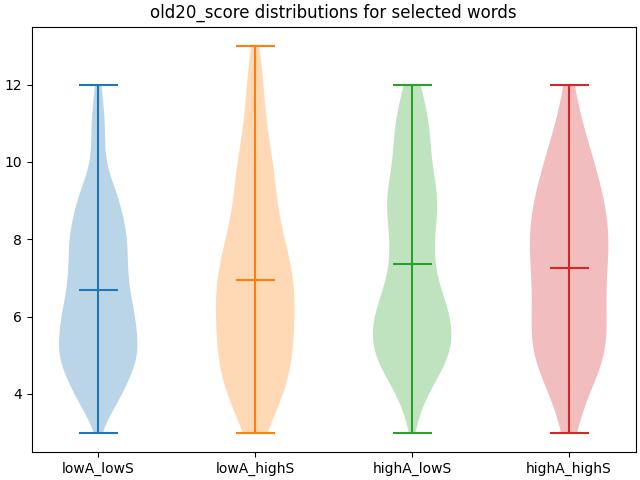 old20_score distributions for selected words
12
10
8
6
4
lowA_lowS
lowA_highS
highA_lowS
highA_highS